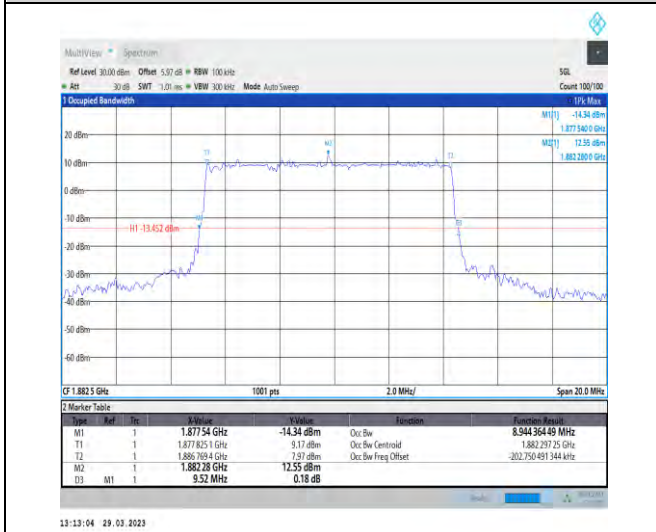 MultiView Spectrum
Ref Level 30.00 dBm Offset 5.97 dB RBW 100 kHz SGL
Att 30 dB SWT 1.01 ms VBW 300 kHz Mode Auto Sweep Count 100/100
1 Occupied Bandwidth 1Pk Max
M1[1] -14.34 dBm
1.877 540 0 GHz
M2[1] 12.55 dBm
1.882 280 0 GHz
20 dBm
M2
T1 T2
10 dBm
0 dBm
-10 dBm
H1 -13.452 dBm
-20 dBm
-30 dBm
-40 dBm
-50 dBm
-60 dBm
CF 1.882 5 GHz 1001 pts 2.0 MHz/ Span 20.0 MHz
2 Marker Table
Type Ref Trc X-Value Y-Value Function Function Result
M1 1 1.877 54 GHz -14.34 dBm Occ Bw 8.944 364 49 MHz
T1 1 1.877 825 1 GHz 9.17 dBm Occ Bw Centroid 1.882 297 25 GHz
T2 1 1.886 769 4 GHz 7.97 dBm Occ Bw Freq Offset -202.750 491 344 kHz
M2 1 1.882 28 GHz 12.55 dBm
D3 M1 1 9.52 MHz 0.18 dB
13:13:04 29.03.2023